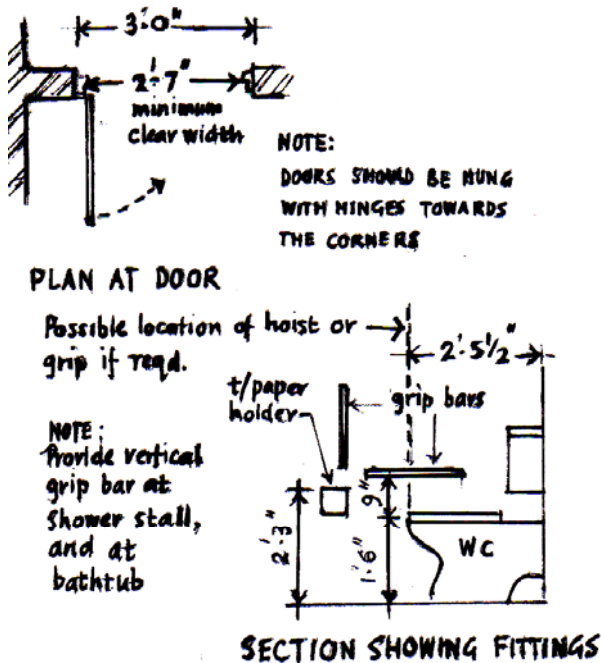 3'-0"
2'-7"
minimum
clear width
NOTE:
DOORS SHOULD BE HUNG
WITH HINGES TOWARDS
THE CORNERS
PLAN AT DOOR
Possible location of hoist or
grip if reqd.
2'-5 1/2"
t/paper
holder
grip bars
NOTE:
Provide vertical
grip bar at
shower stall,
and at
bathtub
2'-3"
9"
1'-6"
WC
SECTION SHOWING FITTINGS